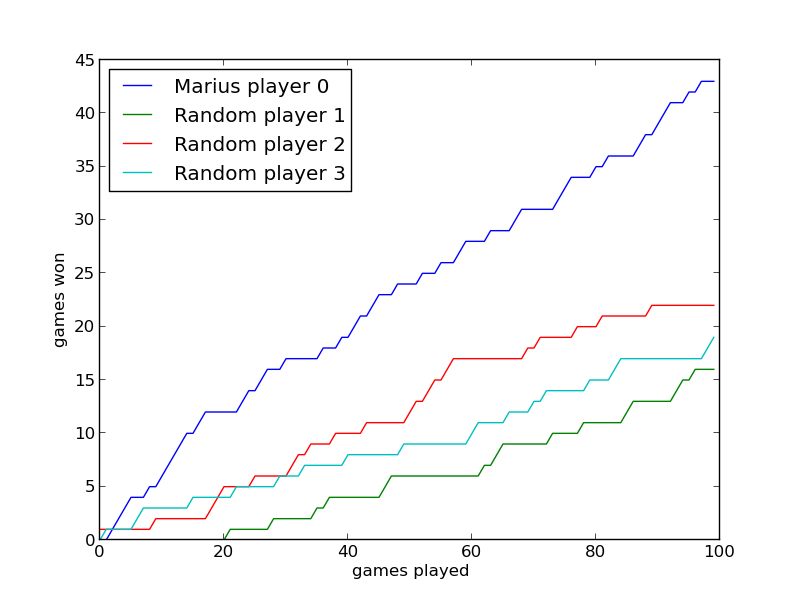 45
40
35
30
25
20
15
10
5
0
games won
Marius player 0
Random player 1
Random player 2
Random player 3
0 20 40 60 80 100
games played